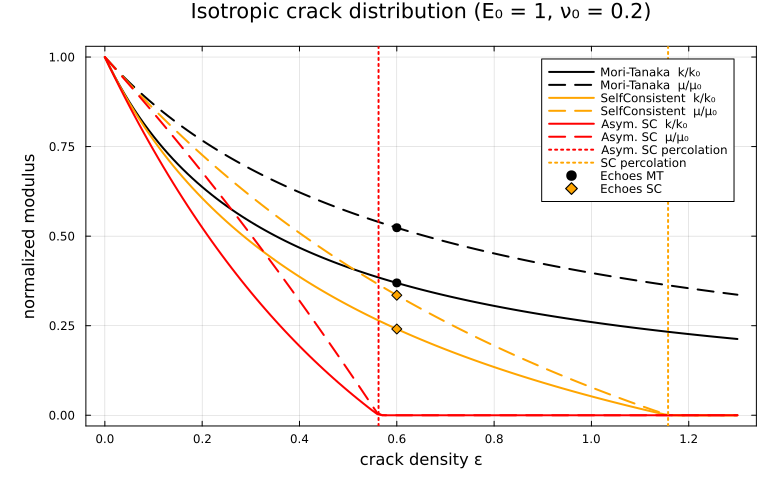 Isotropic crack distribution (E₀ = 1, ν₀ = 0.2)
normalized modulus
1.00
0.75
0.50
0.25
0.00
Mori-Tanaka k/k₀
Mori-Tanaka μ/μ₀
SelfConsistent k/k₀
SelfConsistent μ/μ₀
Asym. SC k/k₀
Asym. SC μ/μ₀
Asym. SC percolation
SC percolation
Echoes MT
Echoes SC
0.0 0.2 0.4 0.6 0.8 1.0 1.2
crack density ε